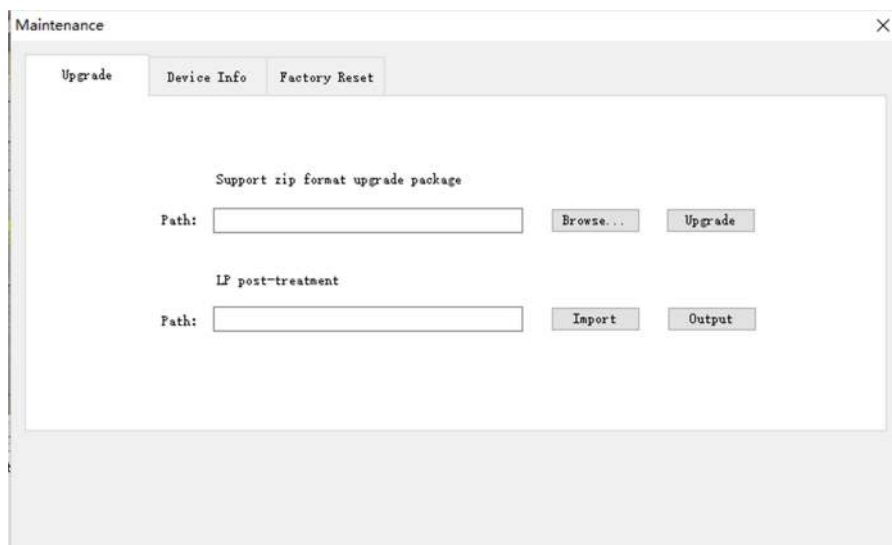 Maintenance
Upgrade Device Info Factory Reset
Support zip format upgrade package
Path: Browse... Upgrade
LP post-treatment
Path: Import Output